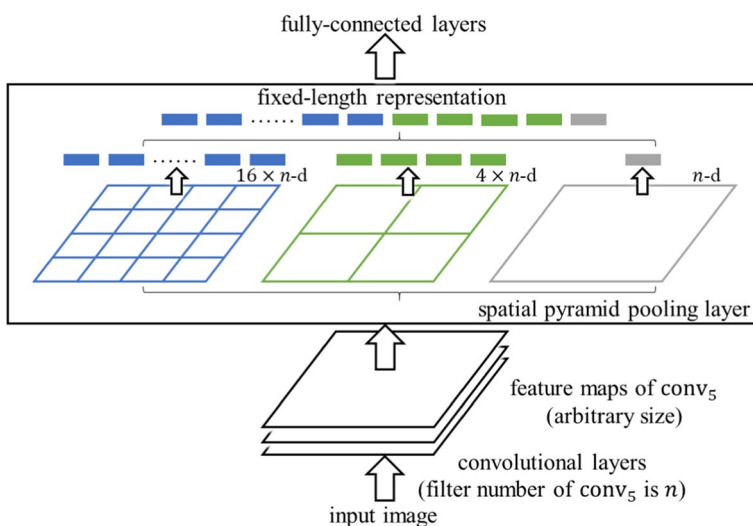 fully-connected layers
fixed-length representation
......
......
16 × n-d
4 × n-d
n-d
spatial pyramid pooling layer
feature maps of conv₅
(arbitrary size)
convolutional layers
(filter number of conv₅ is n)
input image